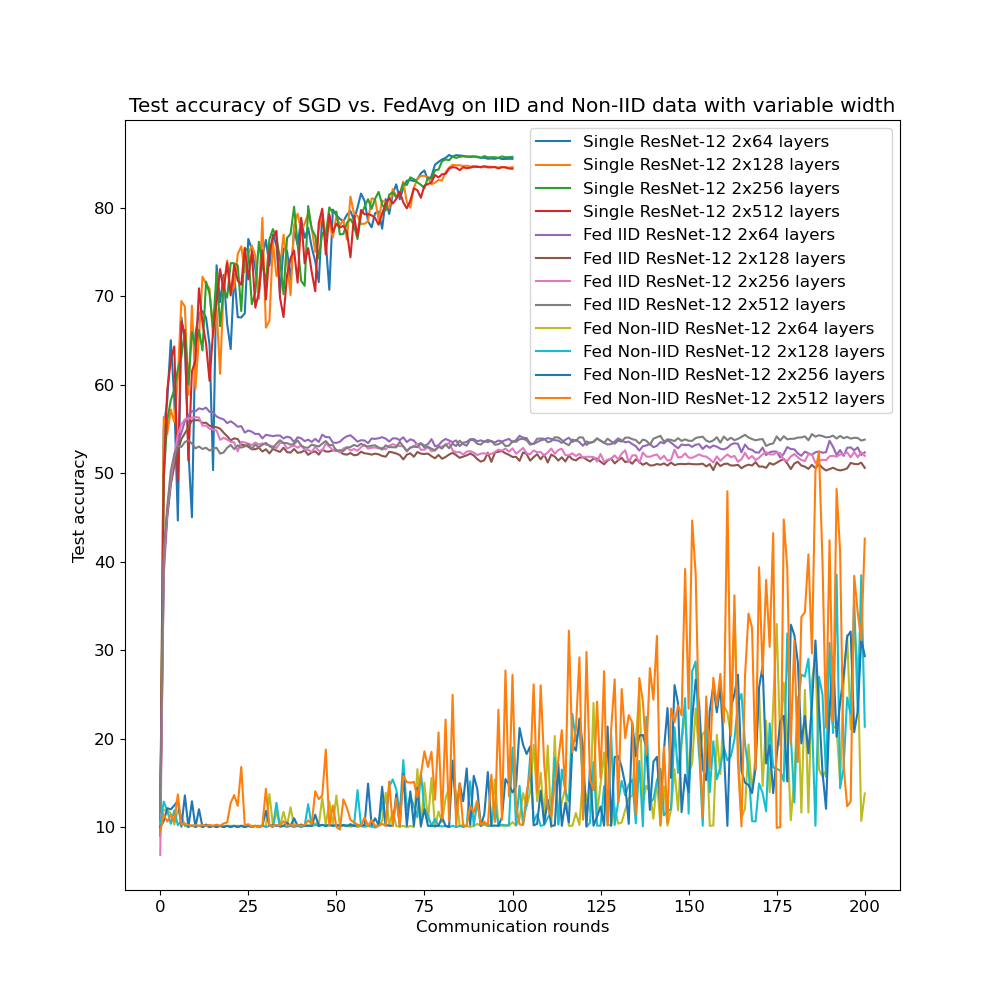 Test accuracy of SGD vs. FedAvg on IID and Non-IID data with variable width
Single ResNet-12 2x64 layers
Single ResNet-12 2x128 layers
Single ResNet-12 2x256 layers
Single ResNet-12 2x512 layers
Fed IID ResNet-12 2x64 layers
Fed IID ResNet-12 2x128 layers
Fed IID ResNet-12 2x256 layers
Fed IID ResNet-12 2x512 layers
Fed Non-IID ResNet-12 2x64 layers
Fed Non-IID ResNet-12 2x128 layers
Fed Non-IID ResNet-12 2x256 layers
Fed Non-IID ResNet-12 2x512 layers
Test accuracy
80
70
60
50
40
30
20
10
0 25 50 75 100 125 150 175 200
Communication rounds